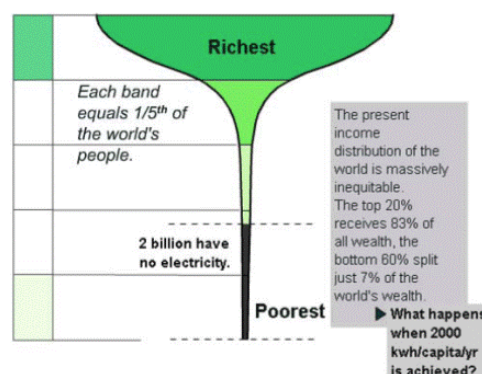 Richest
Each band
equals 1/5th of
the world's
people.
The present
income
distribution of the
world is massively
inequitable.
The top 20%
receives 83% of
all wealth, the
bottom 60% split
just 7% of the
world's wealth.
2 billion have
no electricity.
Poorest
What happens
when 2000
kwh/capita/yr
is achieved?